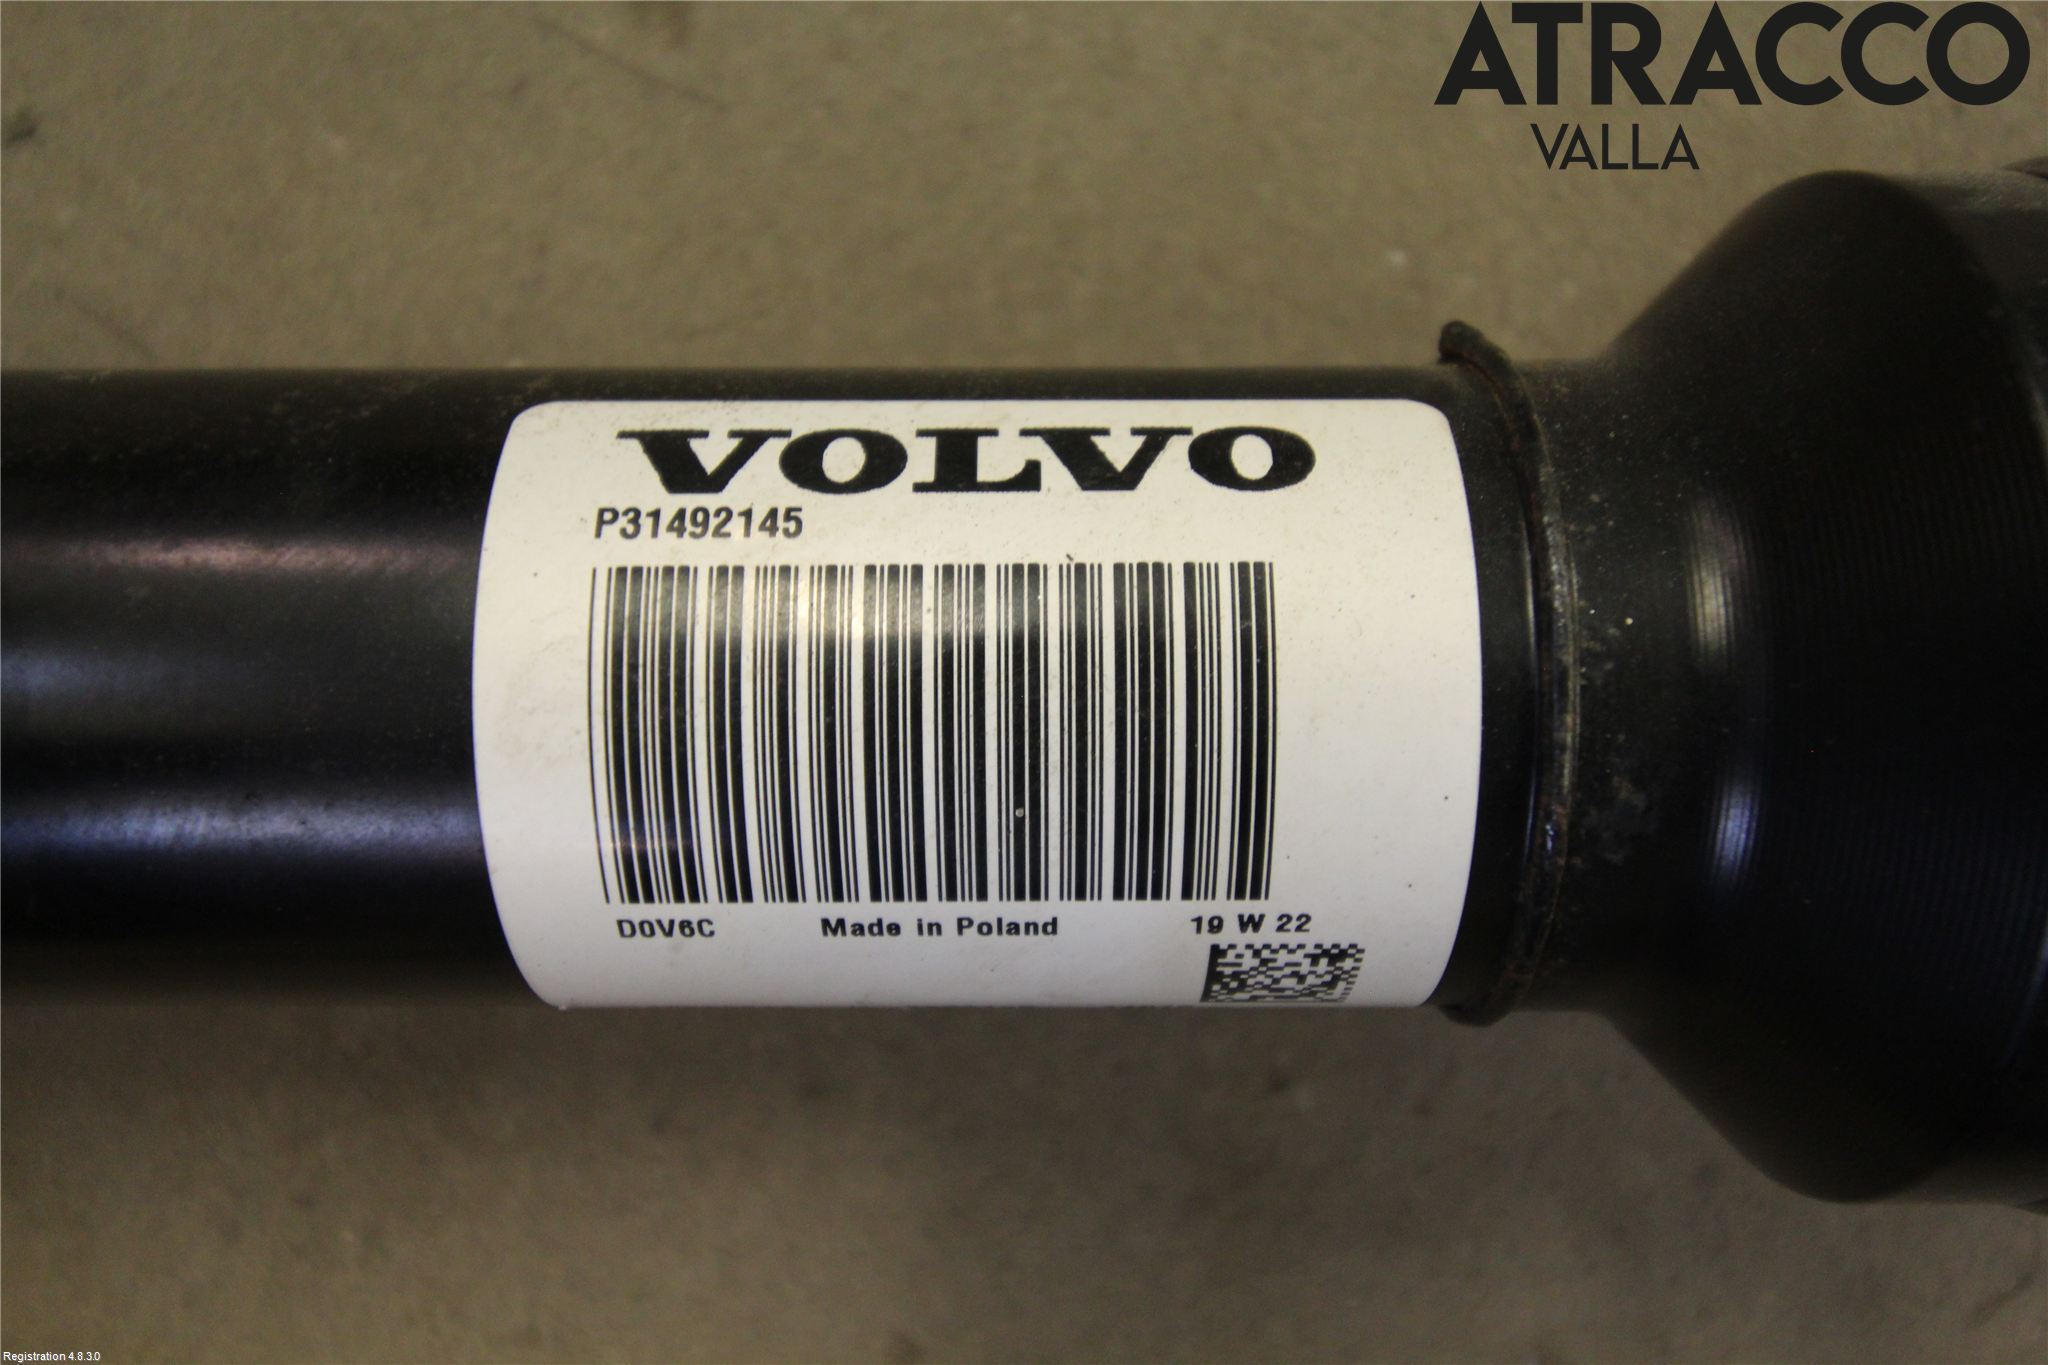 ATRACCO
VALLA
VOLVO
P31492145
D0V6C Made in Poland 19 W 22
Registration 4.8.3.0